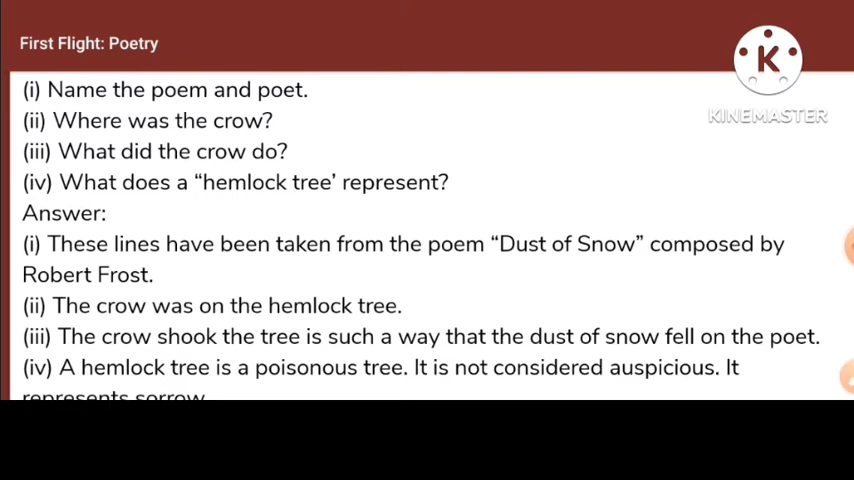 First Flight: Poetry
K
KINEMASTER
(i) Name the poem and poet.
(ii) Where was the crow?
(iii) What did the crow do?
(iv) What does a “hemlock tree’ represent?
Answer:
(i) These lines have been taken from the poem “Dust of Snow” composed by
Robert Frost.
(ii) The crow was on the hemlock tree.
(iii) The crow shook the tree is such a way that the dust of snow fell on the poet.
(iv) A hemlock tree is a poisonous tree. It is not considered auspicious. It
represents sorrow